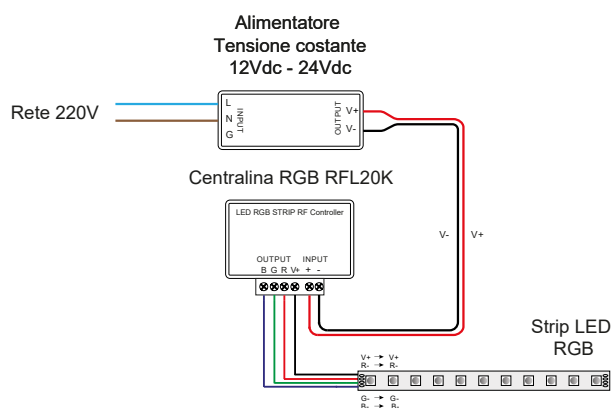 Alimentatore
Tensione costante
12Vdc - 24Vdc
Rete 220V
L
N
G
INPUT
OUTPUT
V+
V-
Centralina RGB RFL20K
LED RGB STRIP RF Controller
OUTPUT INPUT
B G R V+ + -
V- V+
Strip LED
RGB
V+ → V+
R- → R-
G- → G-
B- → B-